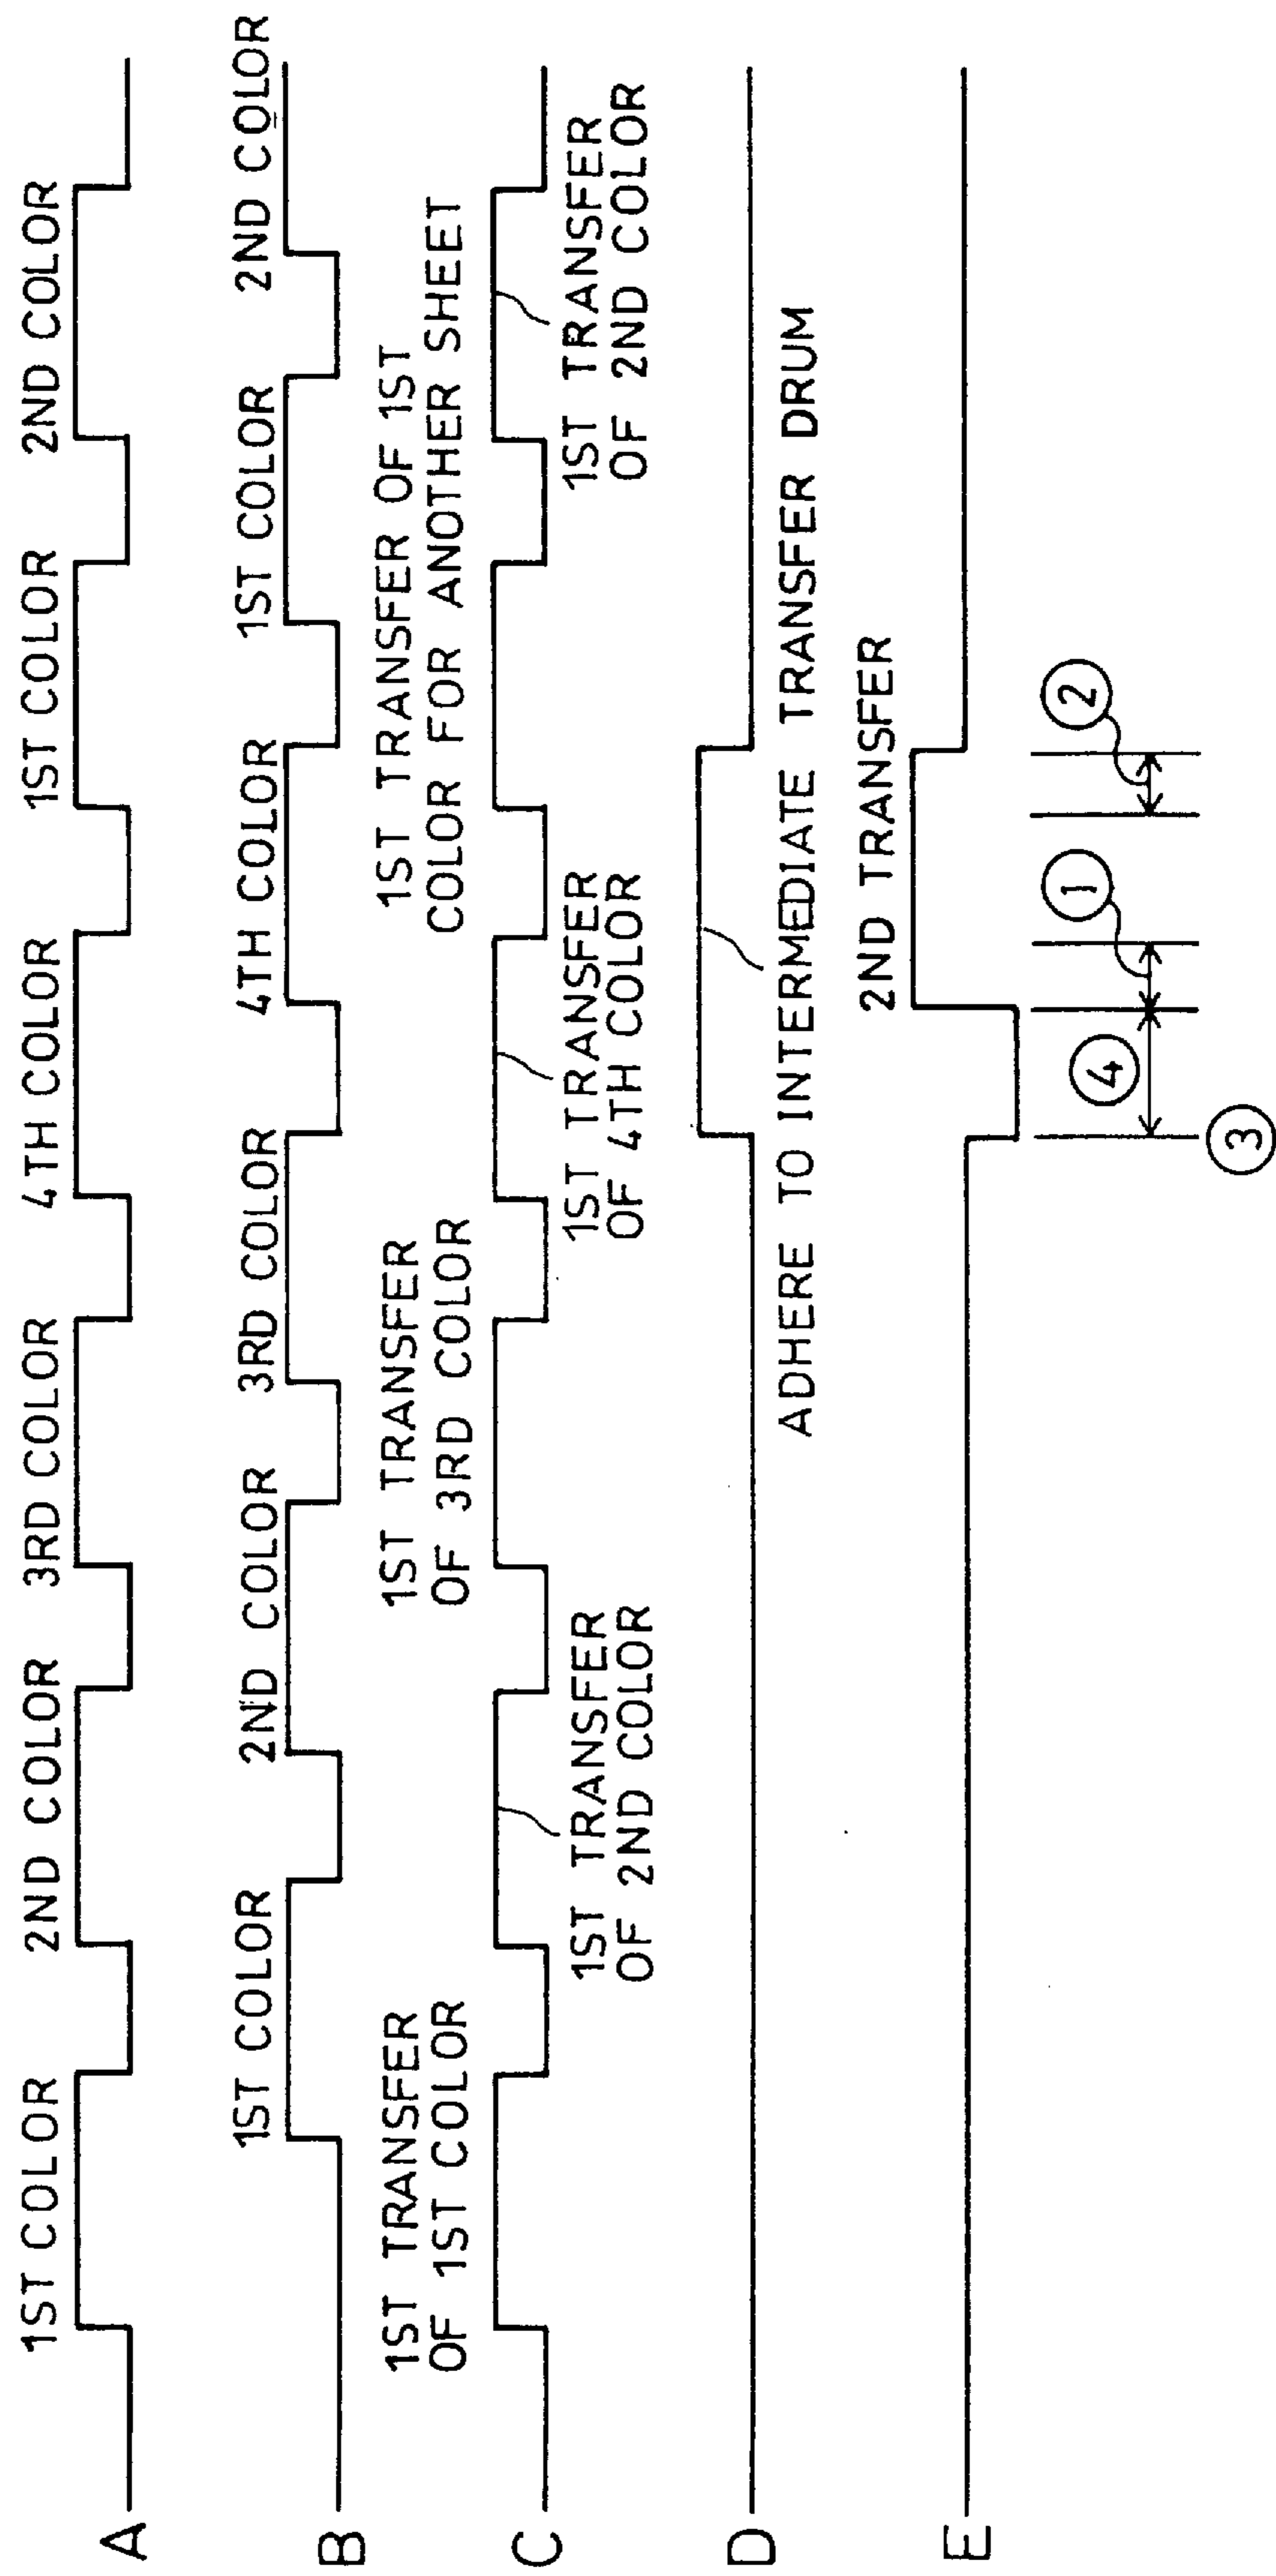 A
1ST COLOR
2ND COLOR
3RD COLOR
4TH COLOR
1ST COLOR
2ND COLOR
B
1ST COLOR
2ND COLOR
3RD COLOR
4TH COLOR
1ST COLOR
2ND COLOR
C
1ST TRANSFER
OF 1ST COLOR
1ST TRANSFER
OF 2ND COLOR
1ST TRANSFER
OF 3RD COLOR
1ST TRANSFER
OF 4TH COLOR
1ST TRANSFER OF 1ST
COLOR FOR ANOTHER SHEET
1ST TRANSFER
OF 2ND COLOR
D
ADHERE TO INTERMEDIATE TRANSFER DRUM
E
2ND TRANSFER
④
①
②
③